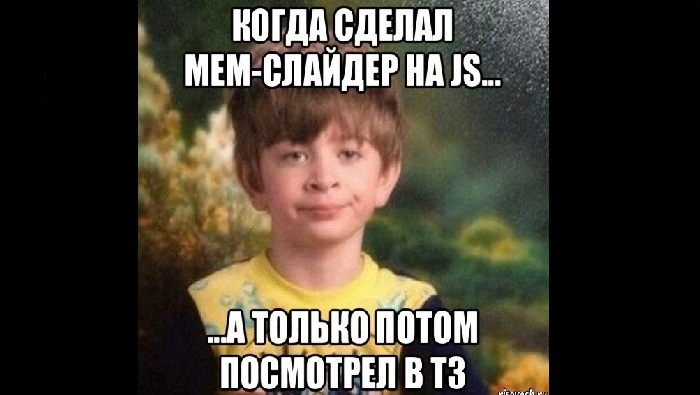 КОГДА СДЕЛАЛ
МЕМ-СЛАЙДЕР НА JS...
...А ТОЛЬКО ПОТОМ
ПОСМОТРЕЛ В ТЗ